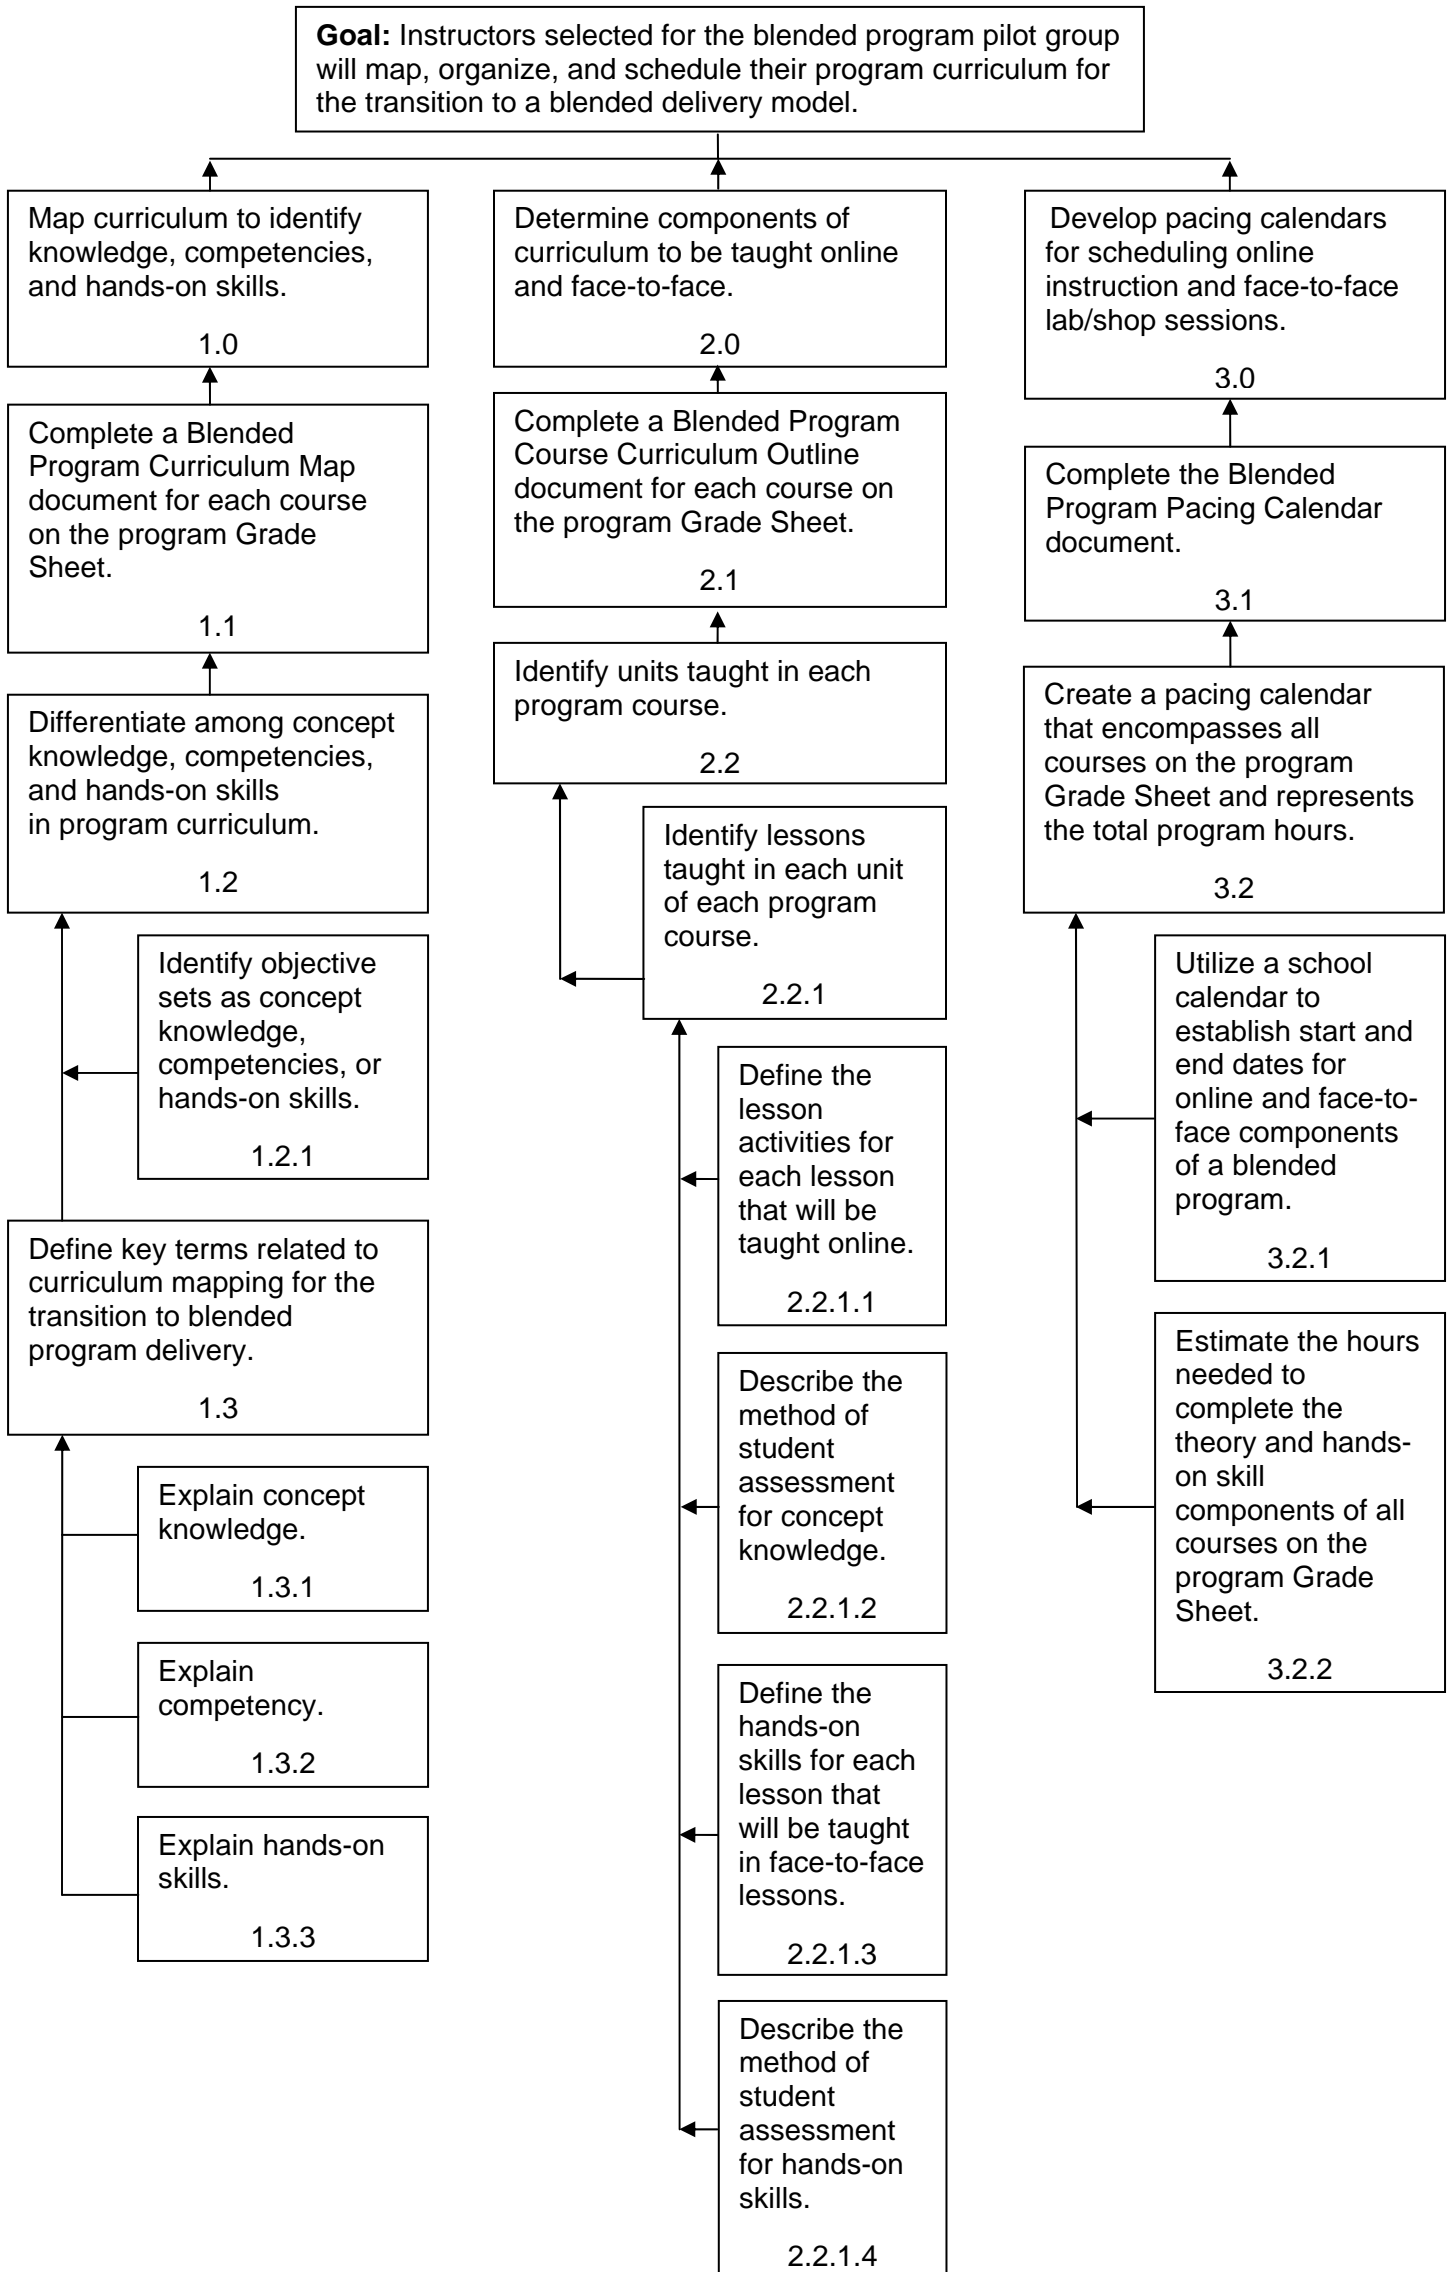 Goal: Instructors selected for the blended program pilot group
will map, organize, and schedule their program curriculum for
the transition to a blended delivery model.
Map curriculum to identify
knowledge, competencies,
and hands-on skills.
1.0
Complete a Blended
Program Curriculum Map
document for each course
on the program Grade
Sheet.
1.1
Differentiate among concept
knowledge, competencies,
and hands-on skills
in program curriculum.
1.2
Identify objective
sets as concept
knowledge,
competencies, or
hands-on skills.
1.2.1
Define key terms related to
curriculum mapping for the
transition to blended
program delivery.
1.3
Explain concept
knowledge.
1.3.1
Explain
competency.
1.3.2
Explain hands-on
skills.
1.3.3
Determine components of
curriculum to be taught online
and face-to-face.
2.0
Complete a Blended Program
Course Curriculum Outline
document for each course on
the program Grade Sheet.
2.1
Identify units taught in each
program course.
2.2
Identify lessons
taught in each unit
of each program
course.
2.2.1
Define the
lesson
activities for
each lesson
that will be
taught online.
2.2.1.1
Describe the
method of
student
assessment
for concept
knowledge.
2.2.1.2
Define the
hands-on
skills for each
lesson that
will be taught
in face-to-face
lessons.
2.2.1.3
Describe the
method of
student
assessment
for hands-on
skills.
2.2.1.4
Develop pacing calendars
for scheduling online
instruction and face-to-face
lab/shop sessions.
3.0
Complete the Blended
Program Pacing Calendar
document.
3.1
Create a pacing calendar
that encompasses all
courses on the program
Grade Sheet and represents
the total program hours.
3.2
Utilize a school
calendar to
establish start and
end dates for
online and face-to-
face components
of a blended
program.
3.2.1
Estimate the hours
needed to
complete the
theory and hands-
on skill
components of all
courses on the
program Grade
Sheet.
3.2.2